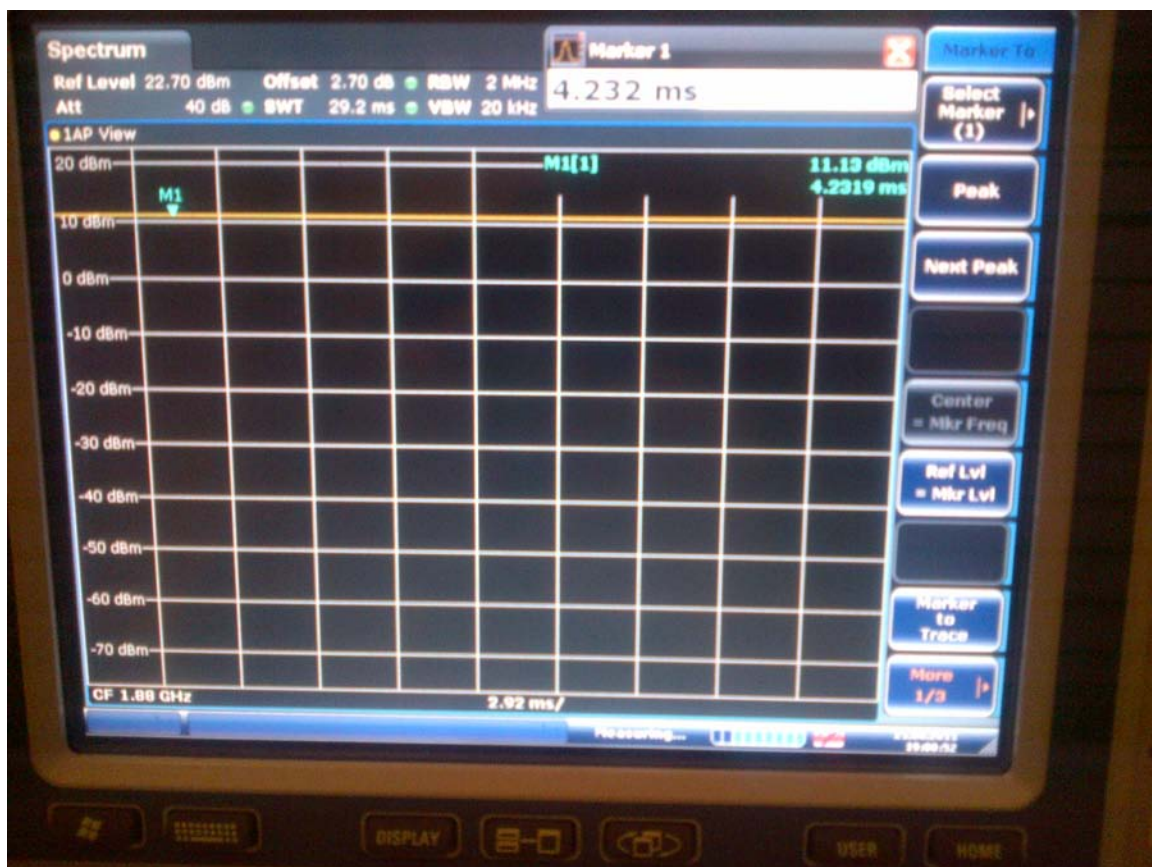 Spectrum
Marker 1
Marker To
Ref Level 22.70 dBm Offset 2.70 dB RBW 2 MHz
4.232 ms
Att 40 dB SWT 29.2 ms VBW 20 kHz
Select
Marker
(1)
1AP View
20 dBm
M1[1]
11.13 dBm
4.2319 ms
M1
Peak
10 dBm
Next Peak
0 dBm
-10 dBm
-20 dBm
Center
= Mkr Freq
-30 dBm
Ref Lvl
= Mkr Lvl
-40 dBm
-50 dBm
-60 dBm
Marker
to
Trace
-70 dBm
More
1/3
CF 1.88 GHz
2.92 ms/
Measuring...
DISPLAY
USER
HOME